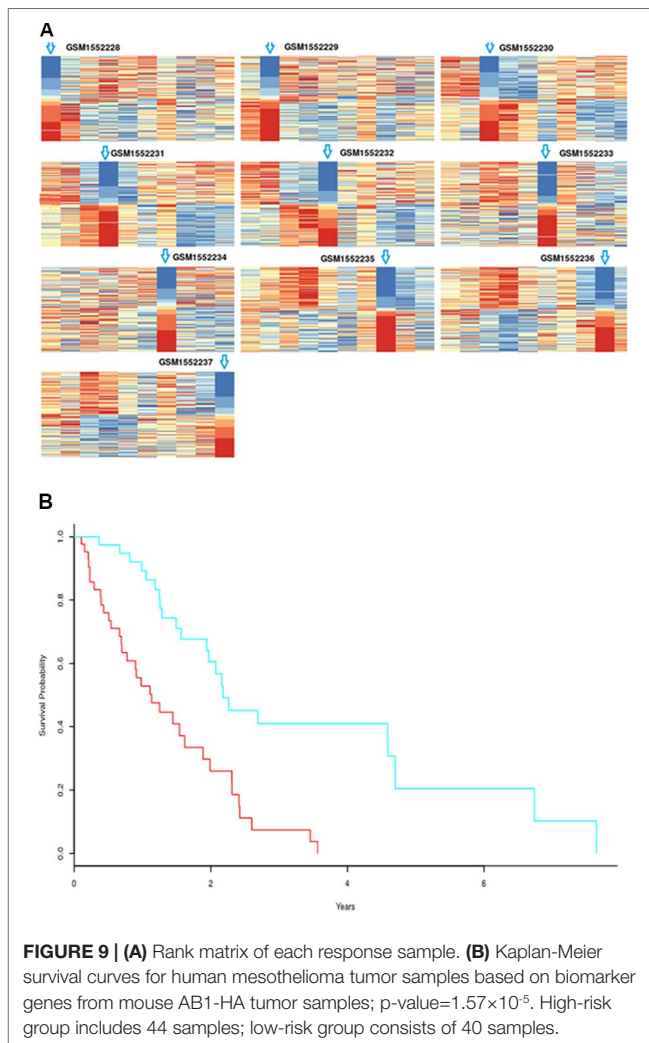 A
GSM1552228
GSM1552229
GSM1552230
GSM1552231
GSM1552232
GSM1552233
GSM1552234
GSM1552235
GSM1552236
GSM1552237
B
1.0
0.8
0.6
0.4
0.2
0.0
Survival Probability
0
2
4
6
Years
FIGURE 9 | (A) Rank matrix of each response sample. (B) Kaplan-Meier
survival curves for human mesothelioma tumor samples based on biomarker
genes from mouse AB1-HA tumor samples; p-value=1.57×10⁻⁵. High-risk
group includes 44 samples; low-risk group consists of 40 samples.